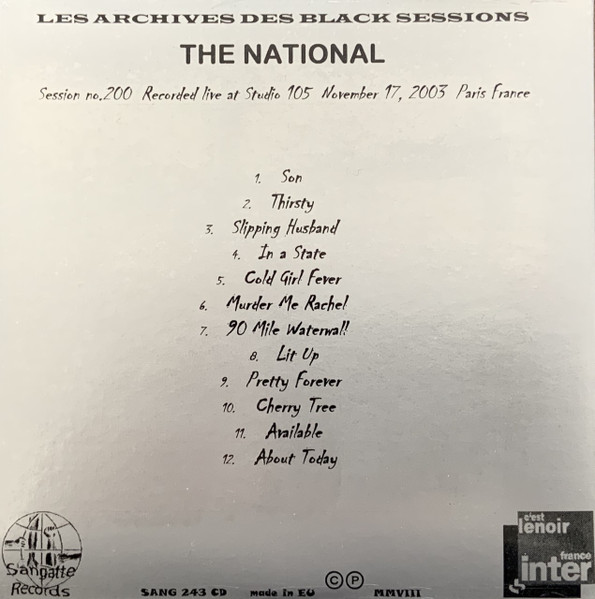 LES ARCHIVES DES BLACK SESSIONS
THE NATIONAL
Session no.200 Recorded live at Studio 105 November 17, 2003 Paris France
1. Son
2. Thirsty
3. Slipping Husband
4. In a State
5. Cold Girl Fever
6. Murder Me Rachel
7. 90 Mile Waterwall
8. Lit Up
9. Pretty Forever
10. Cherry Tree
11. Available
12. About Today
Sangatte
Records
SANG 243 CD made in EU © ℗ MMVIII
c'est
lenoir
france
inter